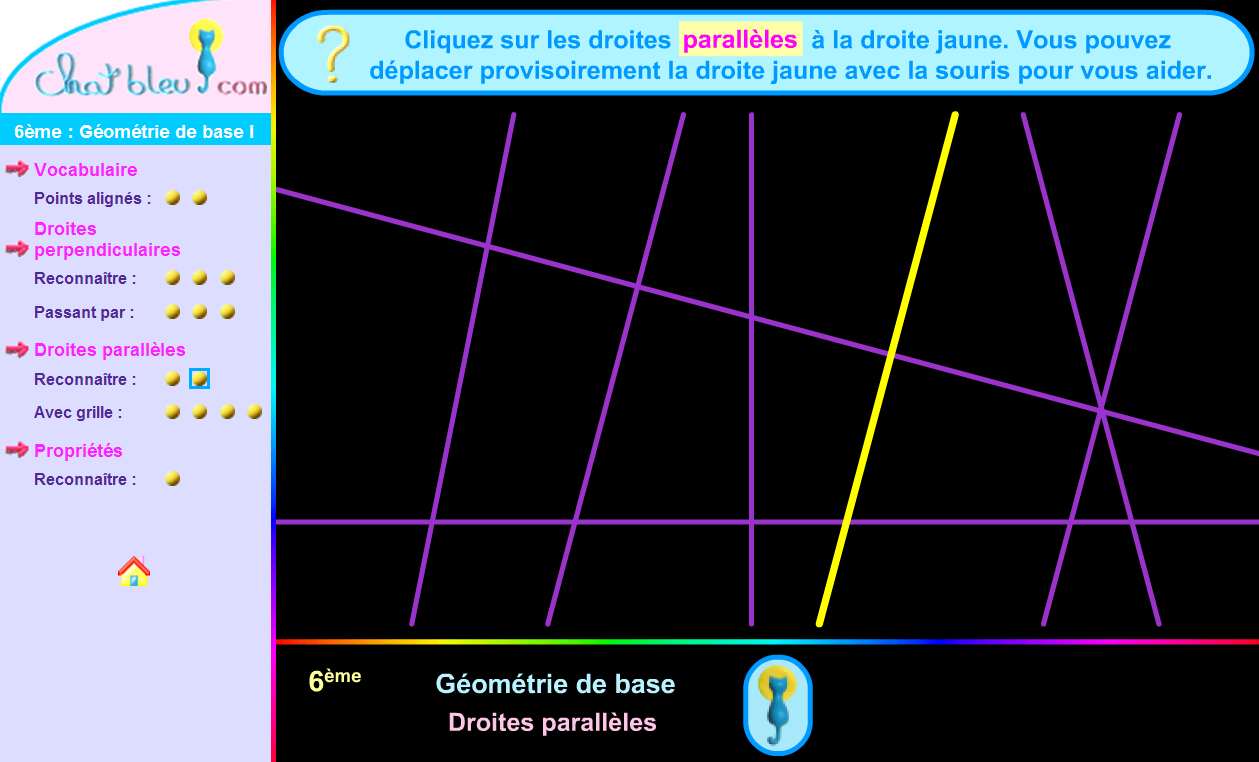 Chatbleu.com
6ème : Géométrie de base I
Vocabulaire
Points alignés :
Droites
perpendiculaires
Reconnaître :
Passant par :
Droites parallèles
Reconnaître :
Avec grille :
Propriétés
Reconnaître :
? Cliquez sur les droites parallèles à la droite jaune. Vous pouvez
déplacer provisoirement la droite jaune avec la souris pour vous aider.
6ème
Géométrie de base
Droites parallèles